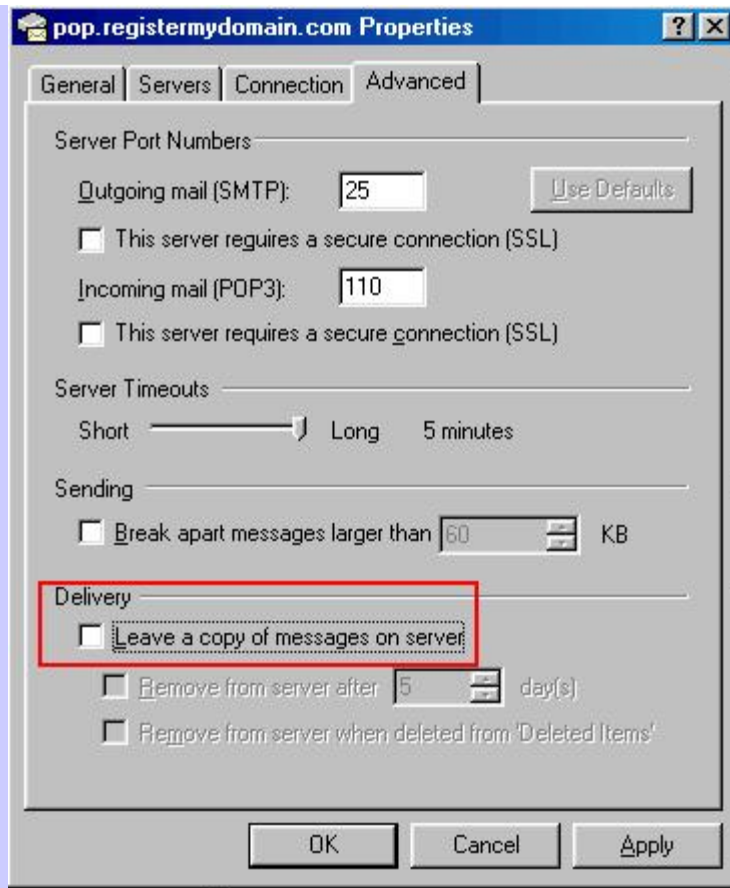 pop.registermydomain.com Properties ? X
General Servers Connection Advanced
Server Port Numbers
Outgoing mail (SMTP): 25 Use Defaults
This server requires a secure connection (SSL)
Incoming mail (POP3): 110
This server requires a secure connection (SSL)
Server Timeouts
Short Long 5 minutes
Sending
Break apart messages larger than 60 KB
Delivery
Leave a copy of messages on server
Remove from server after 5 day(s)
Remove from server when deleted from 'Deleted Items'
OK Cancel Apply